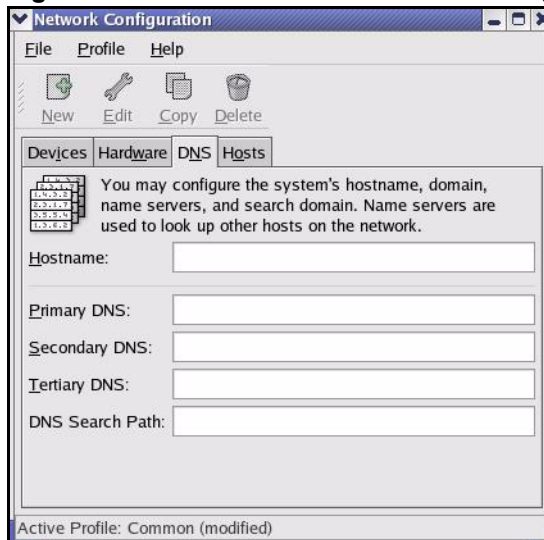 Network Configuration
File Profile Help
New Edit Copy Delete
Devices Hardware DNS Hosts
You may configure the system's hostname, domain,
name servers, and search domain. Name servers are
used to look up other hosts on the network.
Hostname:
Primary DNS:
Secondary DNS:
Tertiary DNS:
DNS Search Path:
Active Profile: Common (modified)